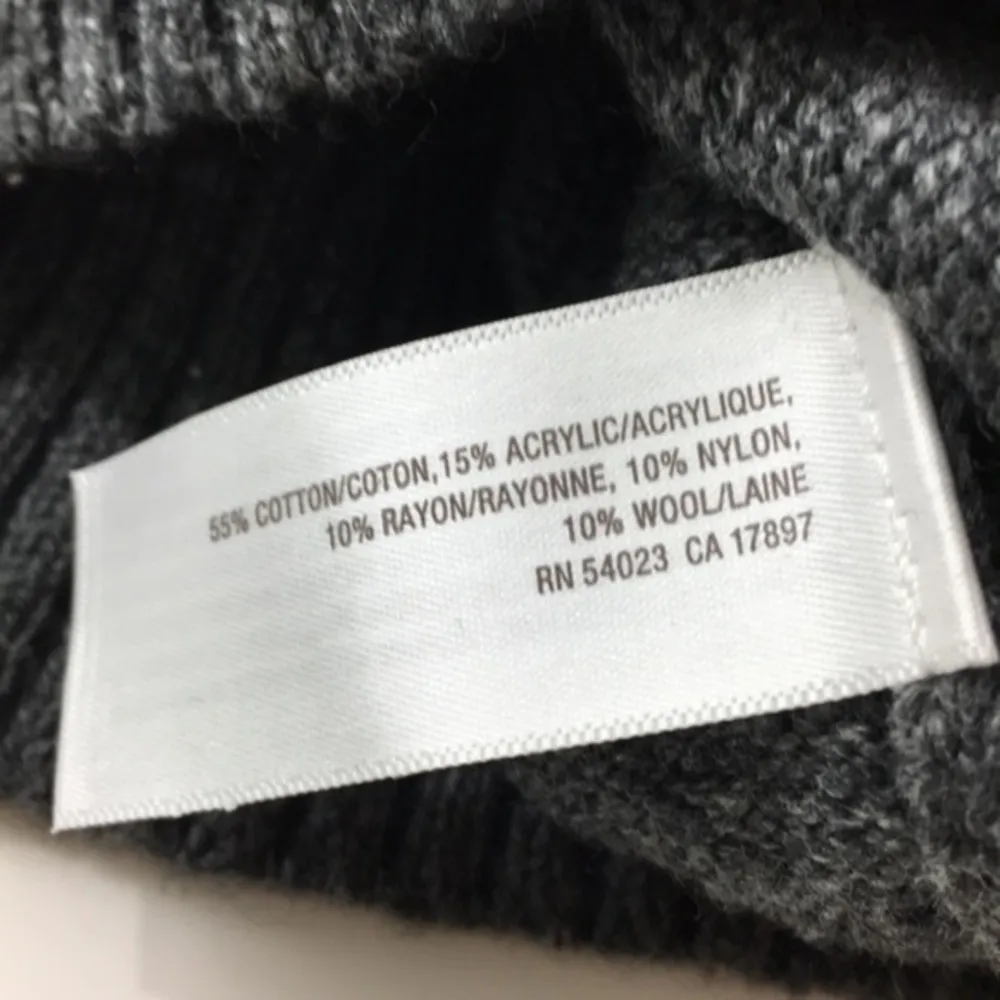 55% COTTON/COTON,15% ACRYLIC/ACRYLIQUE,
10% RAYON/RAYONNE, 10% NYLON,
10% WOOL/LAINE
RN 54023 CA 17897